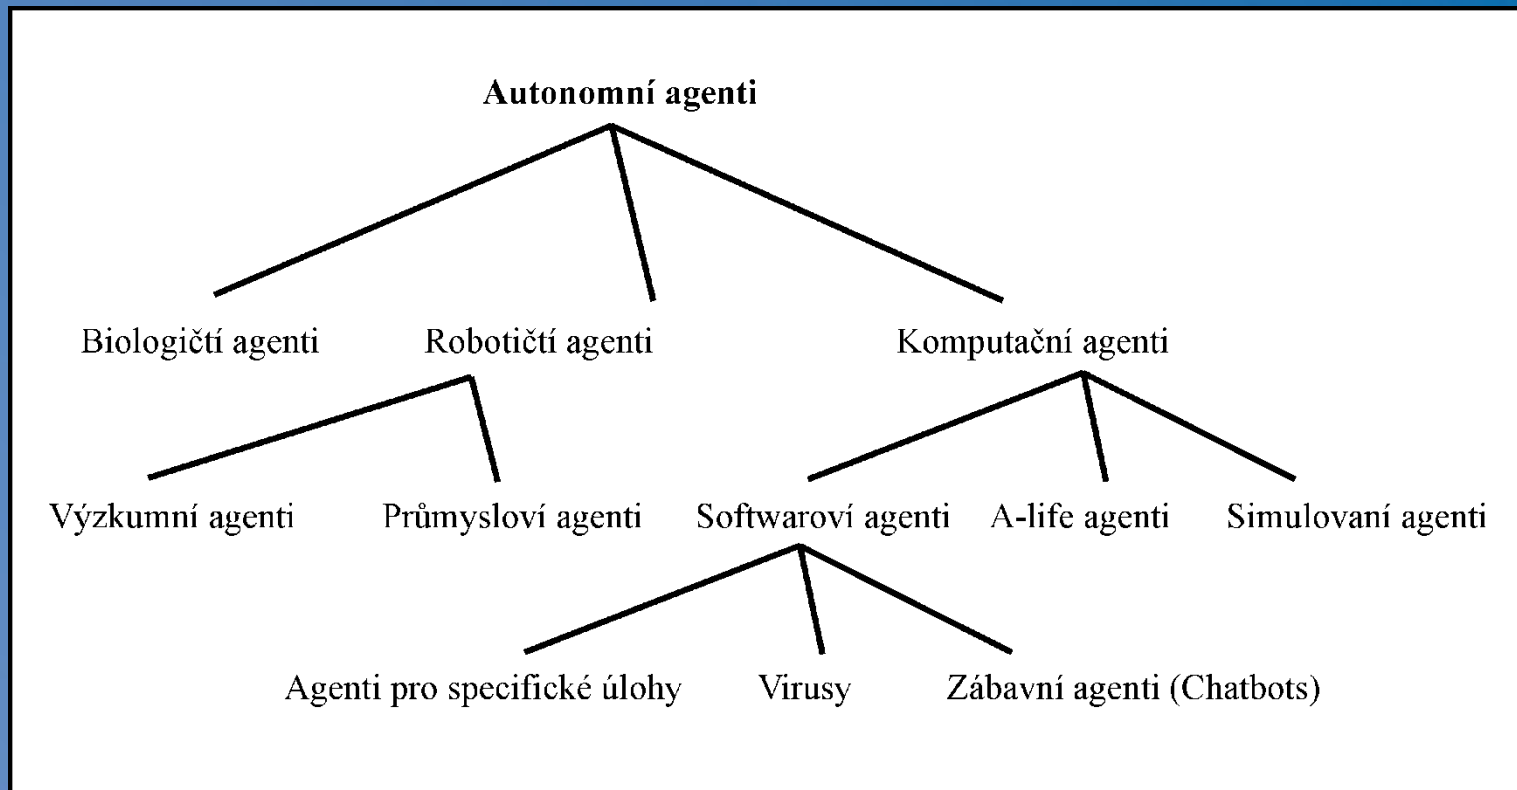 Autonomní agenti
Biologičtí agenti Robotičtí agenti Komputační agenti
Výzkumní agenti Průmysloví agenti Softwaroví agenti A-life agenti Simulovaní agenti
Agenti pro specifické úlohy Virusy Zábavní agenti (Chatbots)